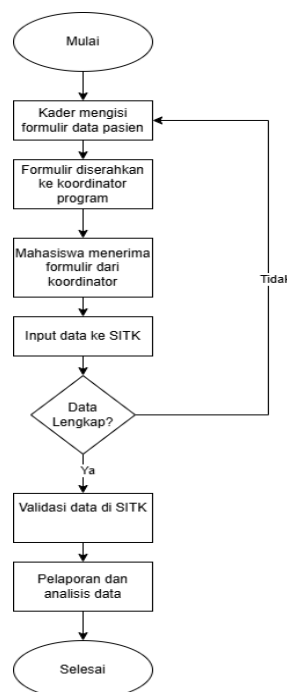 Mulai
Kader mengisi
formulir data pasien
Formulir diserahkan
ke koordinator
program
Mahasiswa menerima
formulir dari
koordinator
Tidak
Input data ke SITK
Data
Lengkap?
Ya
Validasi data di SITK
Pelaporan dan
analisis data
Selesai